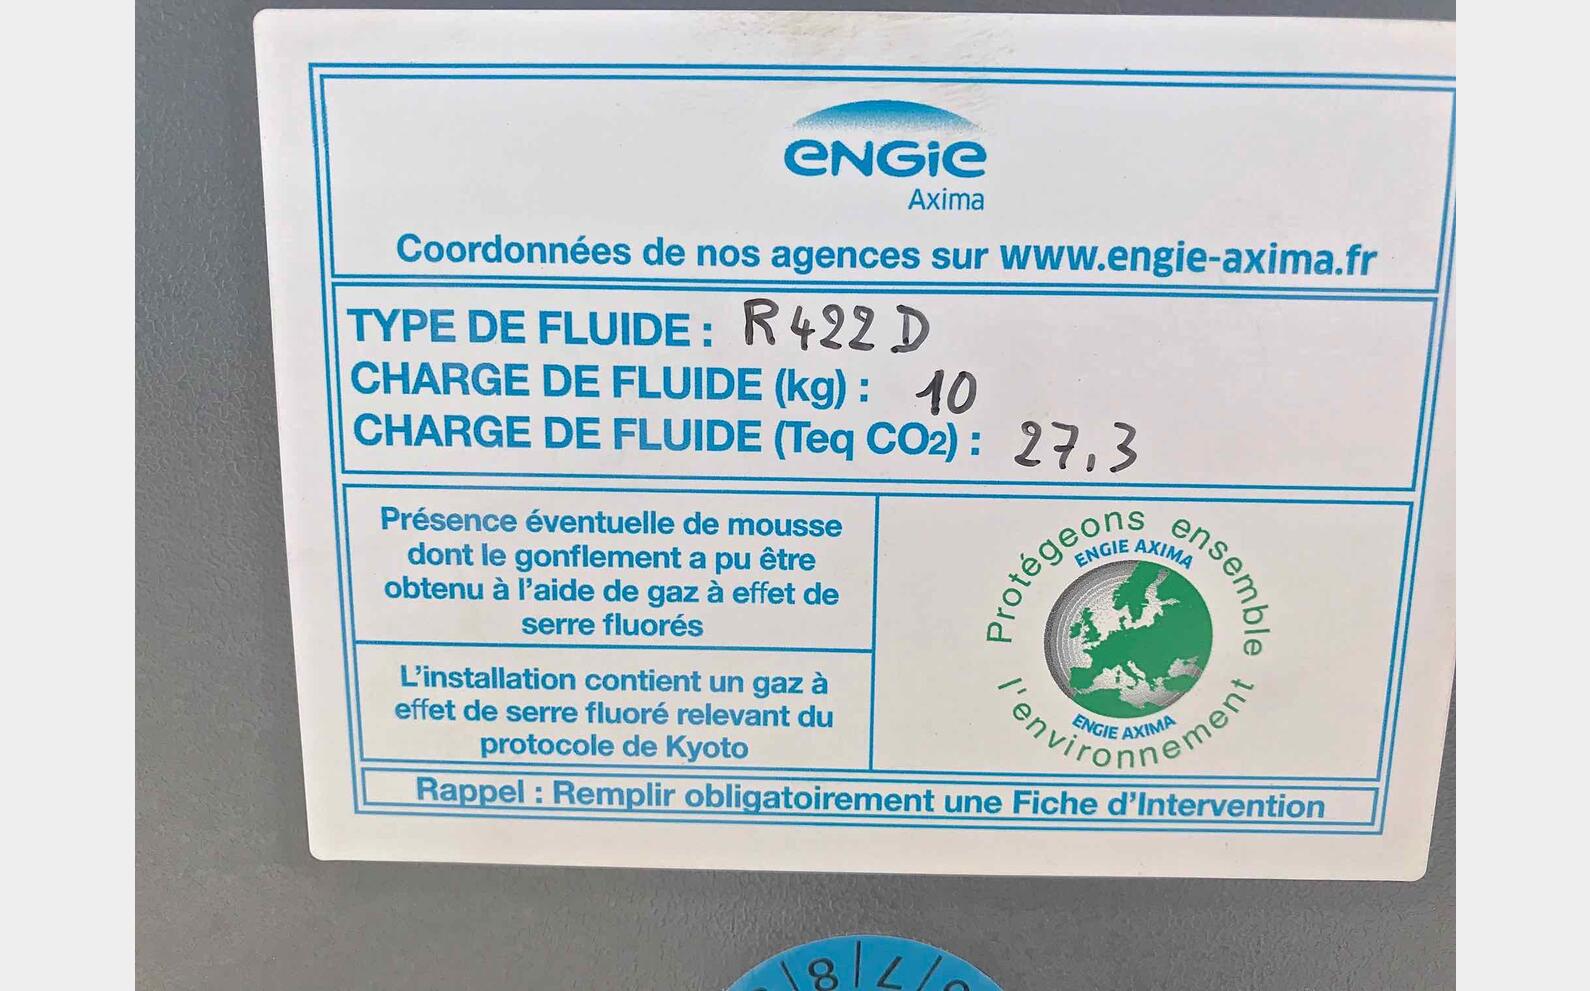 ENGIE
Axima
Coordonnées de nos agences sur www.engie-axima.fr
TYPE DE FLUIDE : R422D
CHARGE DE FLUIDE (kg) : 10
CHARGE DE FLUIDE (Teq CO2) : 27,3
Présence éventuelle de mousse
dont le gonflement a pu être
obtenu à l'aide de gaz à effet de
serre fluorés
L'installation contient un gaz à
effet de serre fluoré relevant du
protocole de Kyoto
Protégeons ensemble
ENGIE AXIMA
ENGIE AXIMA
l'environnement
Rappel : Remplir obligatoirement une Fiche d'Intervention
8 7